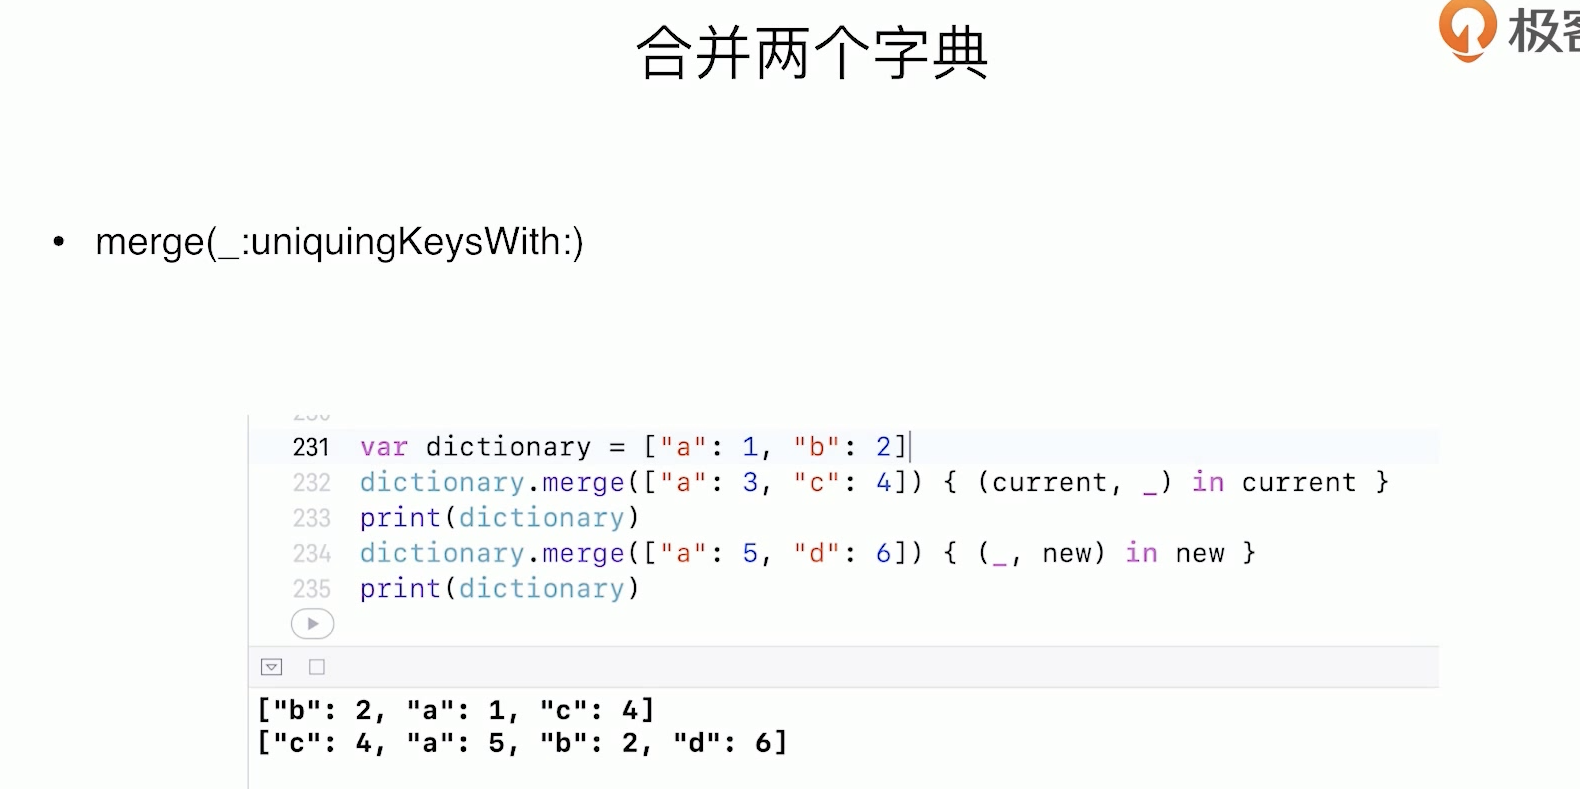 合并两个字典
极客
• merge(_:uniquingKeysWith:)
231 var dictionary = ["a": 1, "b": 2]
232 dictionary.merge(["a": 3, "c": 4]) { (current, _) in current }
233 print(dictionary)
234 dictionary.merge(["a": 5, "d": 6]) { (_, new) in new }
235 print(dictionary)
["b": 2, "a": 1, "c": 4]
["c": 4, "a": 5, "b": 2, "d": 6]